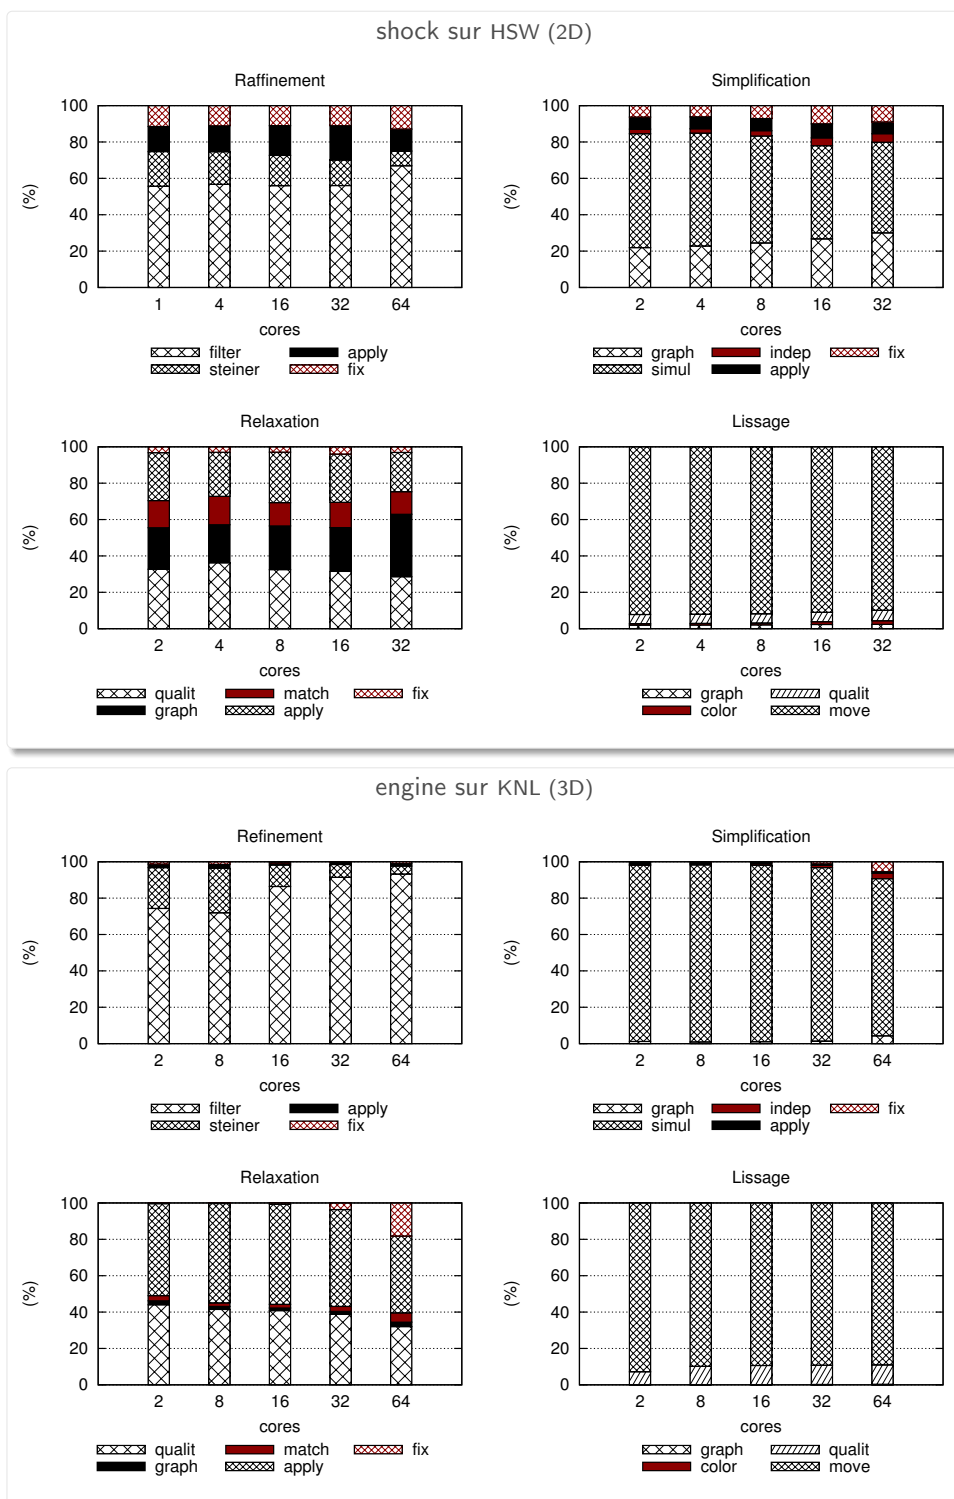 shock sur HSW (2D)
Raffinement
100
80
60
40
20
0
(%)
1 4 16 32 64
cores
filter apply
steiner fix
Simplification
100
80
60
40
20
0
(%)
2 4 8 16 32
cores
graph indep fix
simul apply
Relaxation
100
80
60
40
20
0
(%)
2 4 8 16 32
cores
qualit match fix
graph apply
Lissage
100
80
60
40
20
0
(%)
2 4 8 16 32
cores
graph qualit
color move
engine sur KNL (3D)
Refinement
100
80
60
40
20
0
(%)
2 8 16 32 64
cores
filter apply
steiner fix
Simplification
100
80
60
40
20
0
(%)
2 8 16 32 64
cores
graph indep fix
simul apply
Relaxation
100
80
60
40
20
0
(%)
2 8 16 32 64
cores
qualit match fix
graph apply
Lissage
100
80
60
40
20
0
(%)
2 8 16 32 64
cores
graph qualit
color move